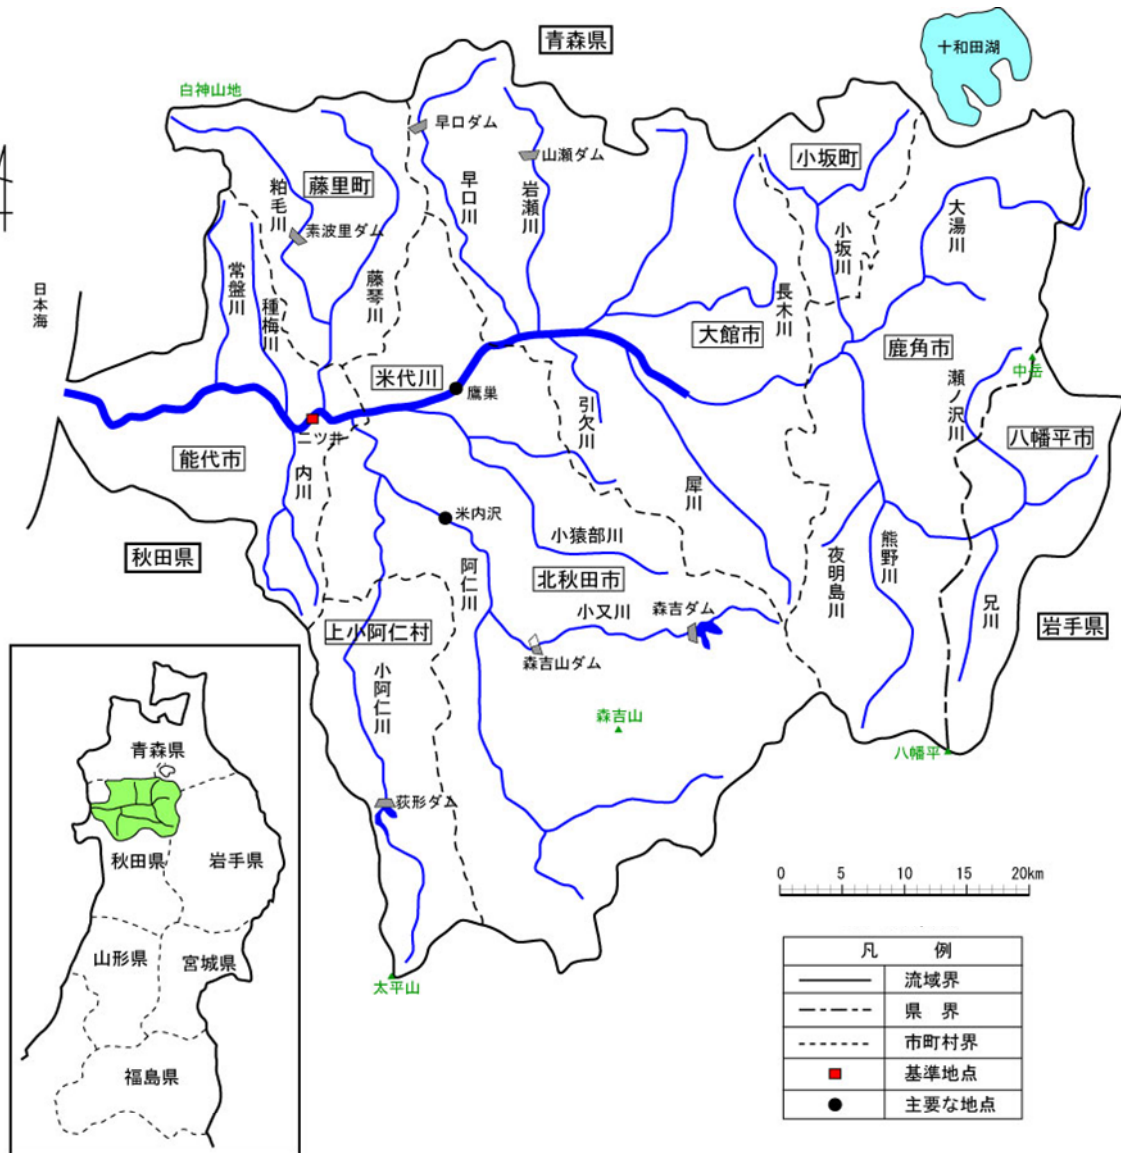 青森県
十和田湖
白神山地
早口ダム
山瀬ダム
小坂町
藤里町
粕毛川
早口川
岩瀬川
大湯川
小坂川
素波里ダム
常盤川
種梅川
藤琴川
長木川
日本海
大館市
鹿角市
米代川
瀬ノ沢川
中岳
鷹巣
引欠川
二ツ井
八幡平市
能代市
内川
犀川
米内沢
小猿部川
秋田県
夜明島川
熊野川
阿仁川
北秋田市
兄川
小又川
森吉ダム
上小阿仁村
岩手県
森吉山ダム
小阿仁川
森吉山
八幡平
荻形ダム
太平山
青森県
秋田県
岩手県
山形県
宮城県
福島県
0 5 10 15 20km
凡 例
流域界
県 界
市町村界
基準地点
主要な地点